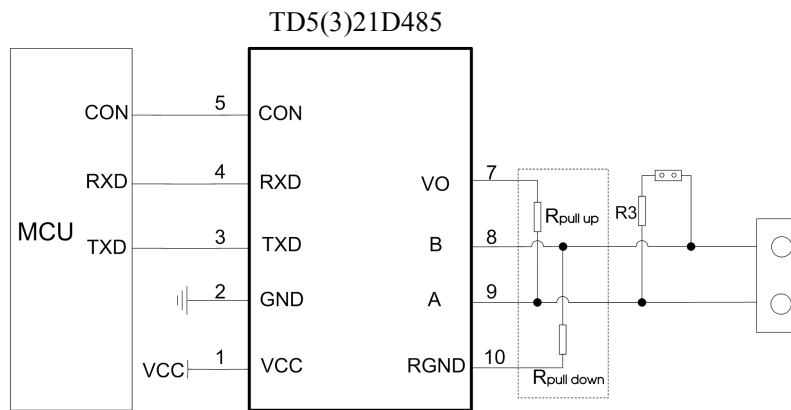 TD5(3)21D485
MCU
CON
RXD
TXD
VCC
5
4
3
2
1
CON
RXD
TXD
GND
VCC
VO
B
A
RGND
7
8
9
10
Rpull up
Rpull down
R3